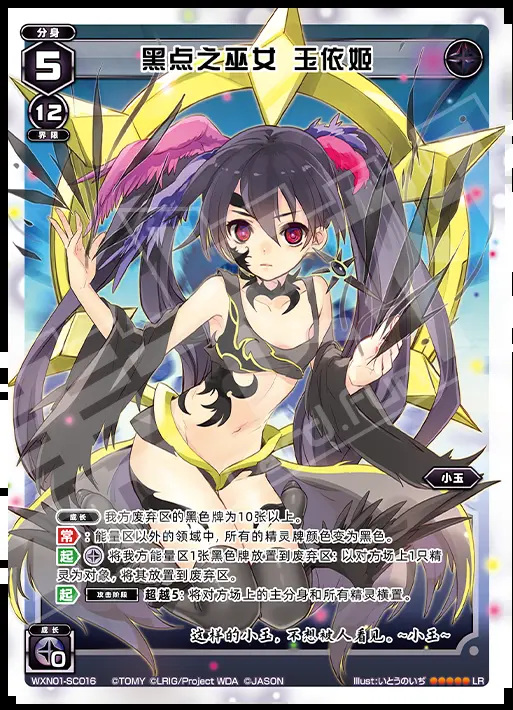 分身
5
12
界限
黑点之巫女 玉依姬
小玉
成长 我方废弃区的黑色牌为10张以上。
常:能量区以外的领域中,所有的精灵牌颜色变为黑色。
起 将我方能量区1张黑色牌放置到废弃区:以对方场上1只精
灵为对象,将其放置到废弃区。
起 攻击阶段 超越5:将对方场上的主分身和所有精灵横置。
这样的小玉,不想被人看见。~小玉~
成长
0
WXN01-SC016 ©TOMY ©LRIG/Project WDA ©JASON Illust:いとうのいぢ LR